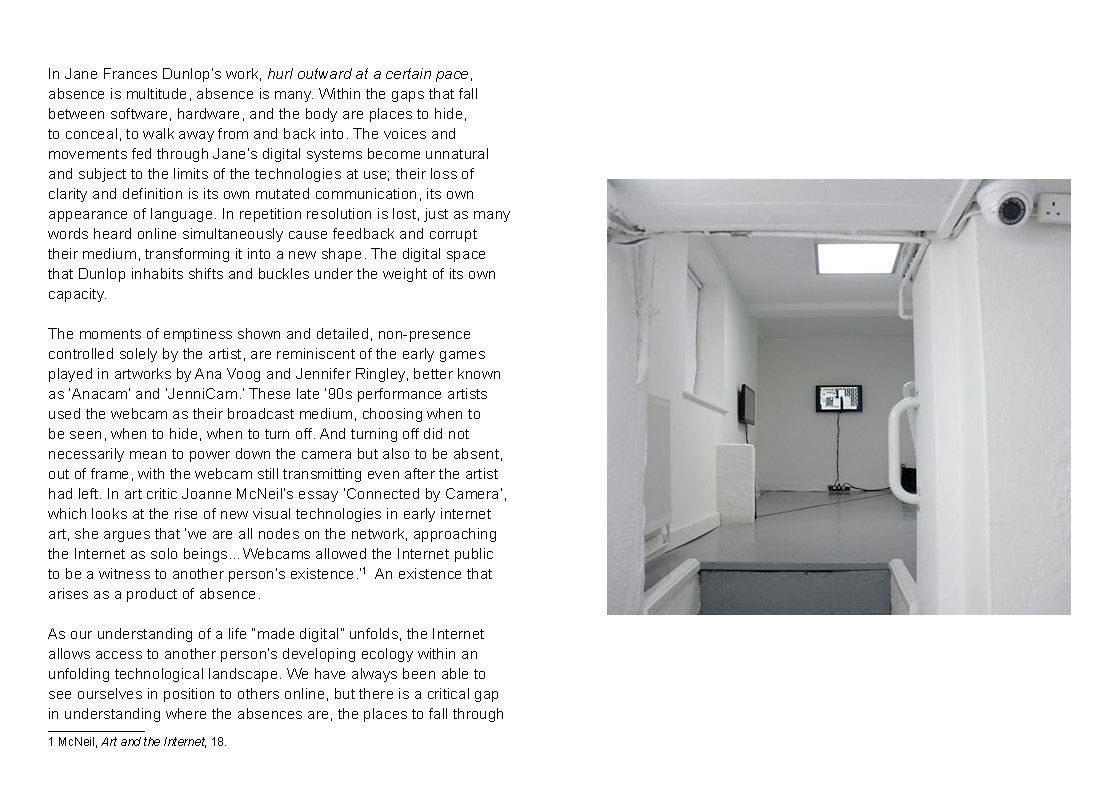 In Jane Frances Dunlop's work, hurl outward at a certain pace,
absence is multitude, absence is many. Within the gaps that fall
between software, hardware, and the body are places to hide,
to conceal, to walk away from and back into. The voices and
movements fed through Jane's digital systems become unnatural
and subject to the limits of the technologies at use; their loss of
clarity and definition is its own mutated communication, its own
appearance of language. In repetition resolution is lost, just as many
words heard online simultaneously cause feedback and corrupt
their medium, transforming it into a new shape. The digital space
that Dunlop inhabits shifts and buckles under the weight of its own
capacity.
The moments of emptiness shown and detailed, non-presence
controlled solely by the artist, are reminiscent of the early games
played in artworks by Ana Voog and Jennifer Ringley, better known
as 'Anacam' and 'JenniCam.' These late '90s performance artists
used the webcam as their broadcast medium, choosing when to
be seen, when to hide, when to turn off. And turning off did not
necessarily mean to power down the camera but also to be absent,
out of frame, with the webcam still transmitting even after the artist
had left. In art critic Joanne McNeil's essay 'Connected by Camera',
which looks at the rise of new visual technologies in early internet
art, she argues that 'we are all nodes on the network, approaching
the Internet as solo beings... Webcams allowed the Internet public
to be a witness to another person's existence.'¹ An existence that
arises as a product of absence.
As our understanding of a life "made digital" unfolds, the Internet
allows access to another person's developing ecology within an
unfolding technological landscape. We have always been able to
see ourselves in position to others online, but there is a critical gap
in understanding where the absences are, the places to fall through
1 McNeil, Art and the Internet, 18.